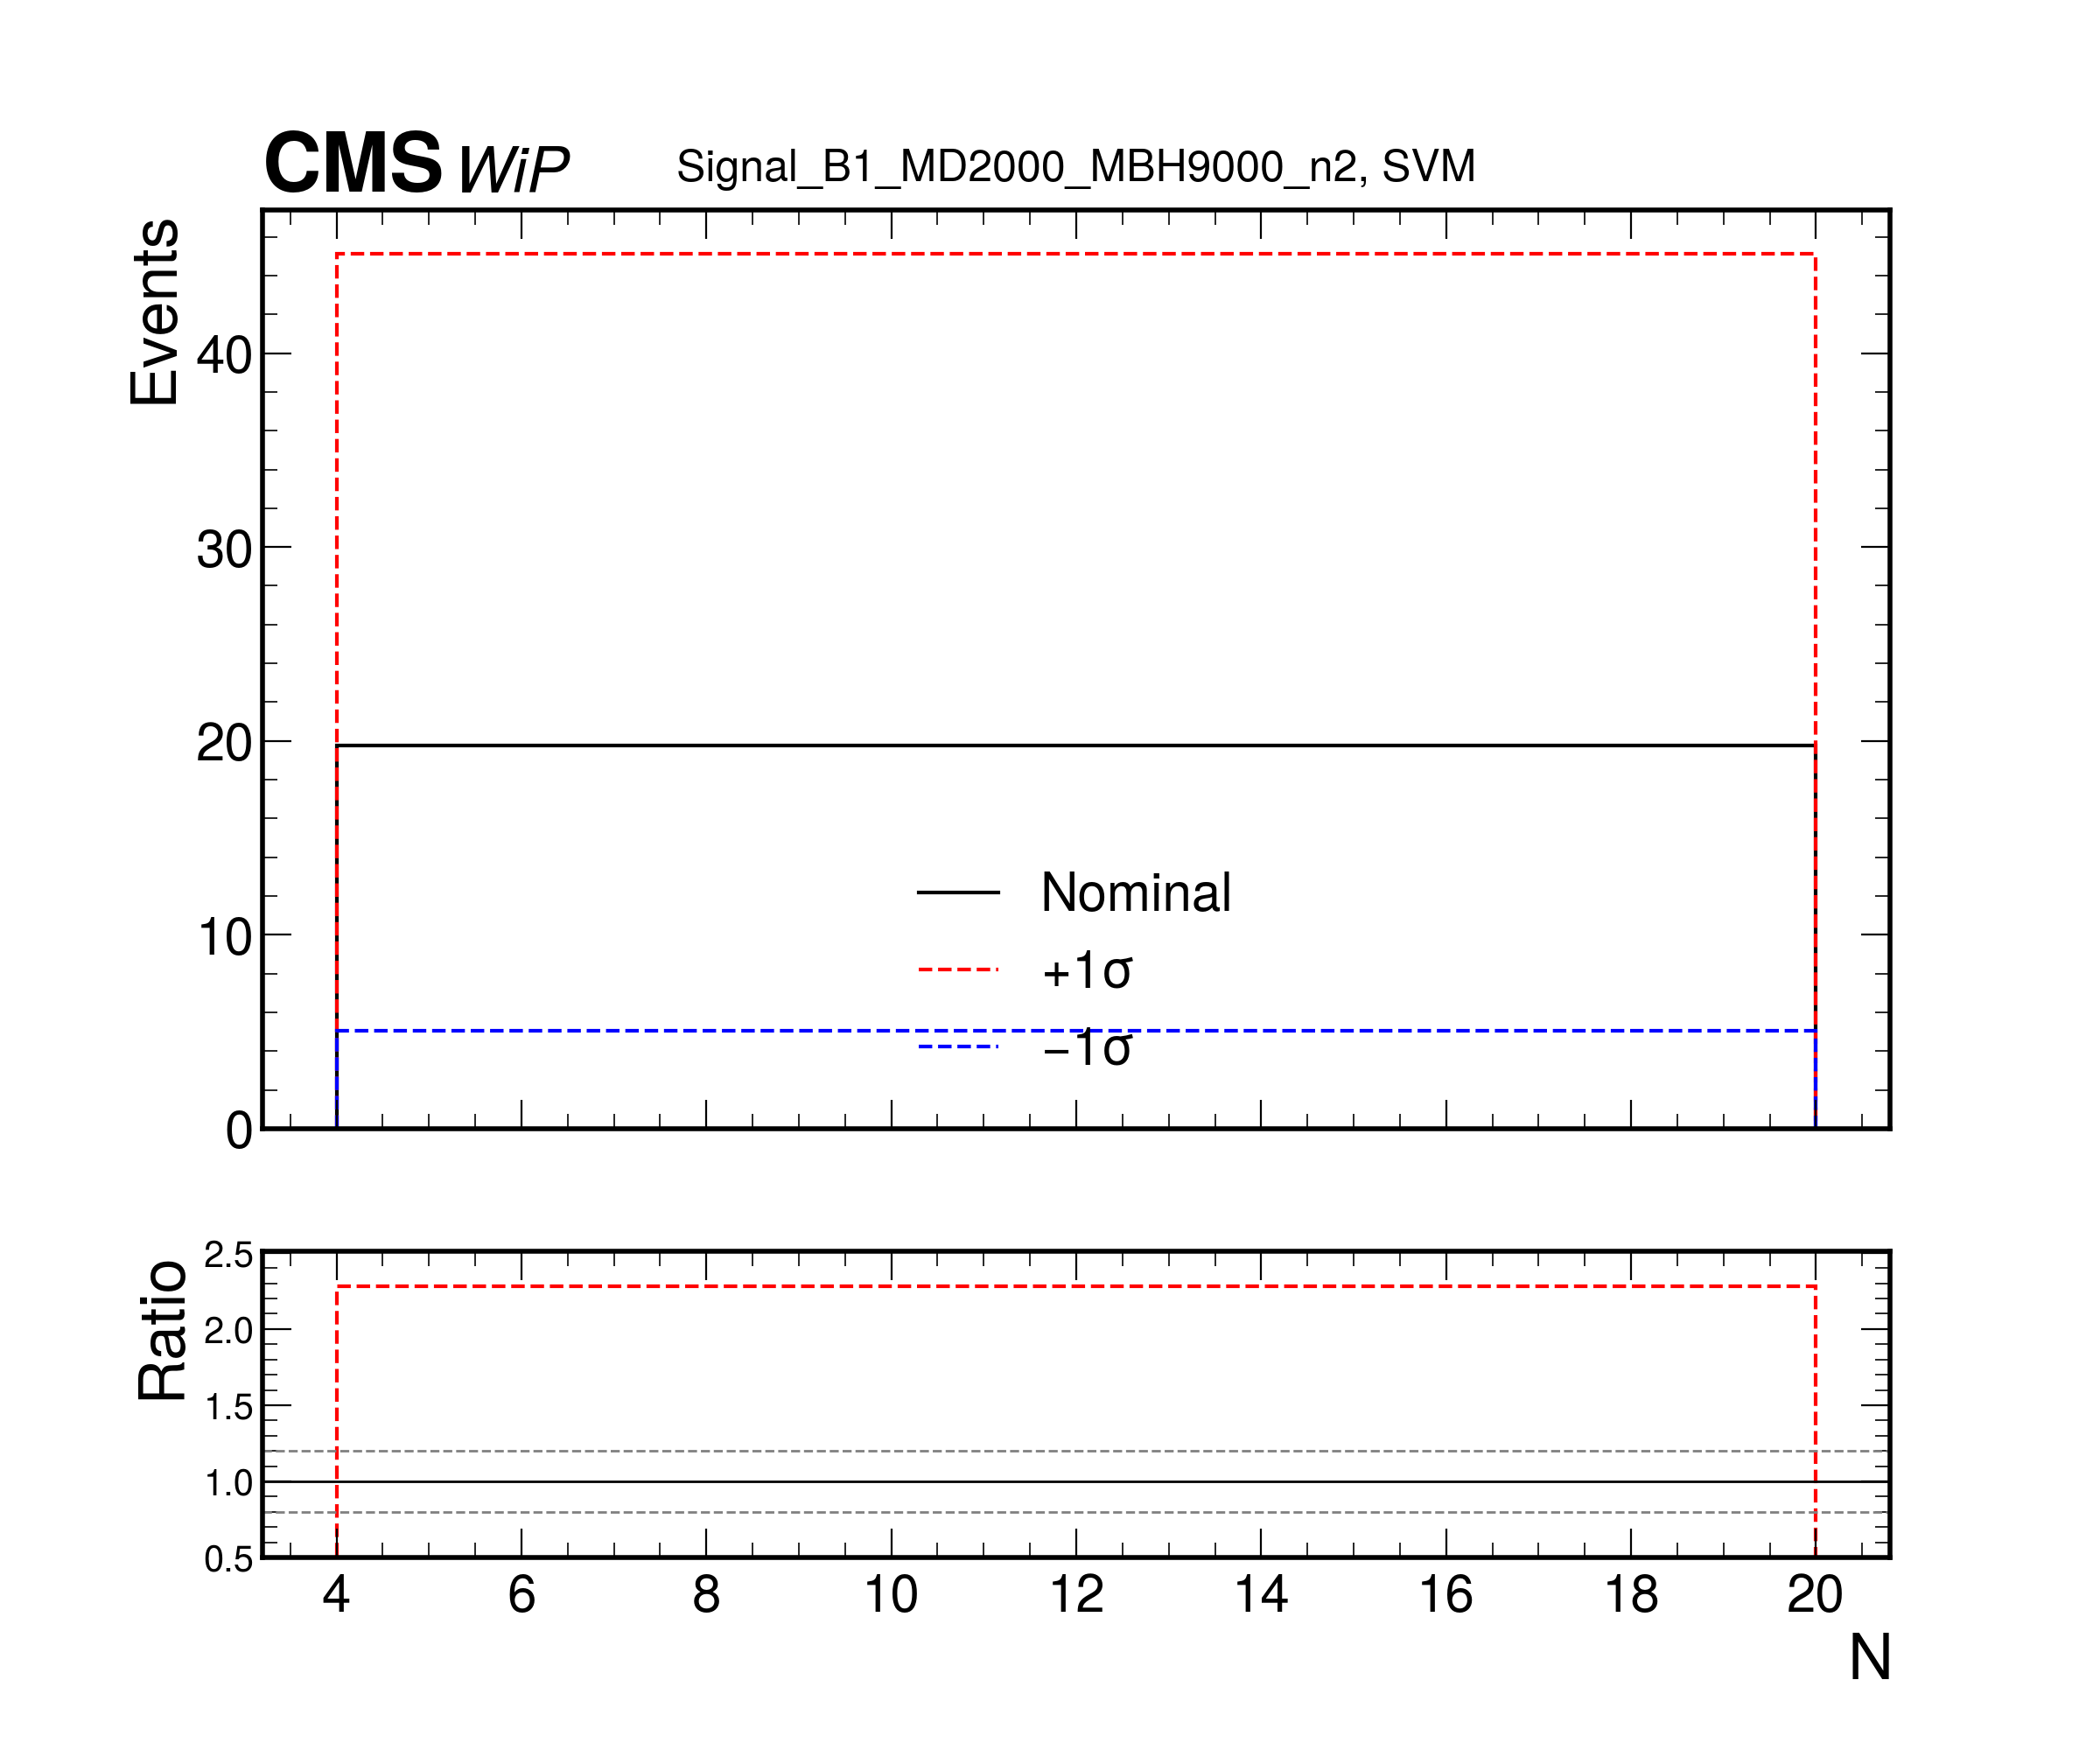 CMS WiP
Signal_B1_MD2000_MBH9000_n2, SVM
Events
40
30
20
10
0
Nominal
+1σ
−1σ
Ratio
2.5
2.0
1.5
1.0
0.5
4 6 8 10 12 14 16 18 20
N